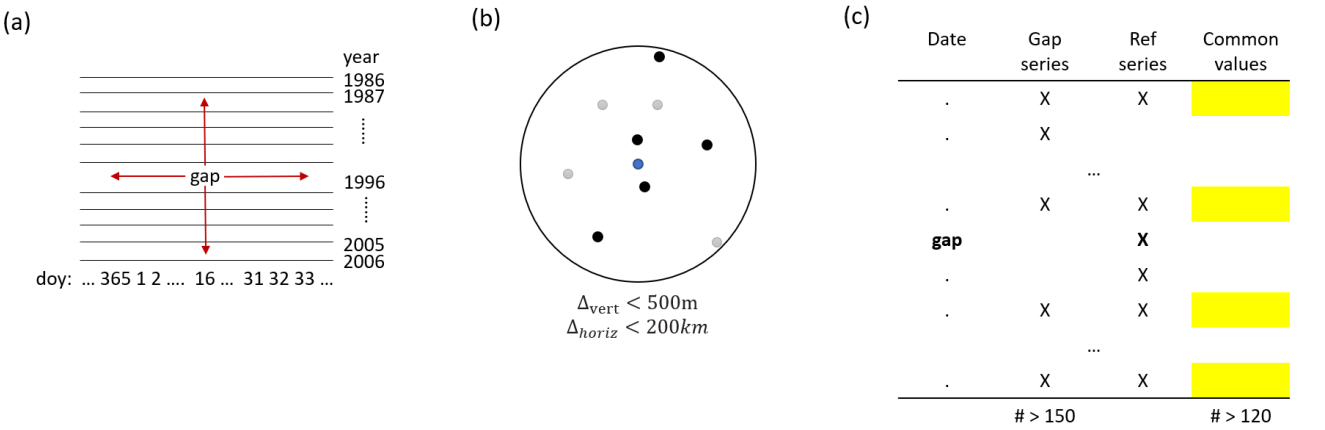 (a)
year
1986
1987
gap
1996
2005
2006
doy: ... 365 1 2 .... 16 ... 31 32 33 ...
(b)
Δvert < 500m
Δhoriz < 200km
(c)
Date Gap series Ref series Common values
. X X
. X
...
. X X
gap X
. X
. X X
...
. X X
# > 150 # > 120